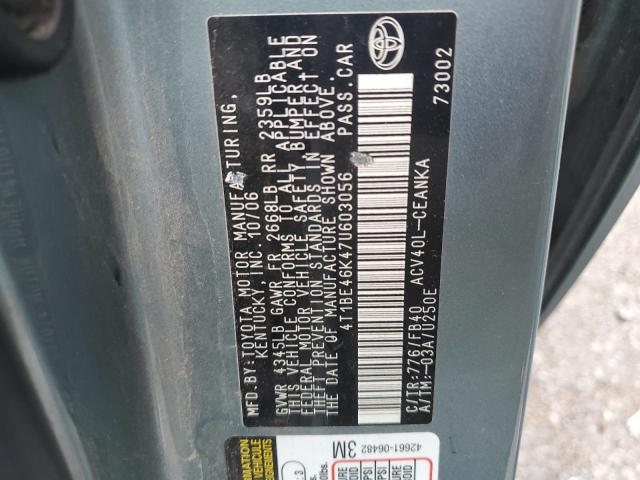 MFD.BY:TOYOTA MOTOR MANUFACTURING,
KENTUCKY, INC. 10/06
GVWR 4345LB GAWR FR 2668LB RR 2359LB
THIS VEHICLE CONFORMS TO ALL APPLICABLE
FEDERAL MOTOR VEHICLE SAFETY, BUMPER, AND
THEFT PREVENTION STANDARDS IN EFFECT ON
THE DATE OF MANUFACTURE SHOWN ABOVE.
4T1BE46K47U603056 PASS.CAR
C/TR:776/FB40 ACV40L-CEANKA
A/TM:-03A/U250E
73002
42661-06482
3M